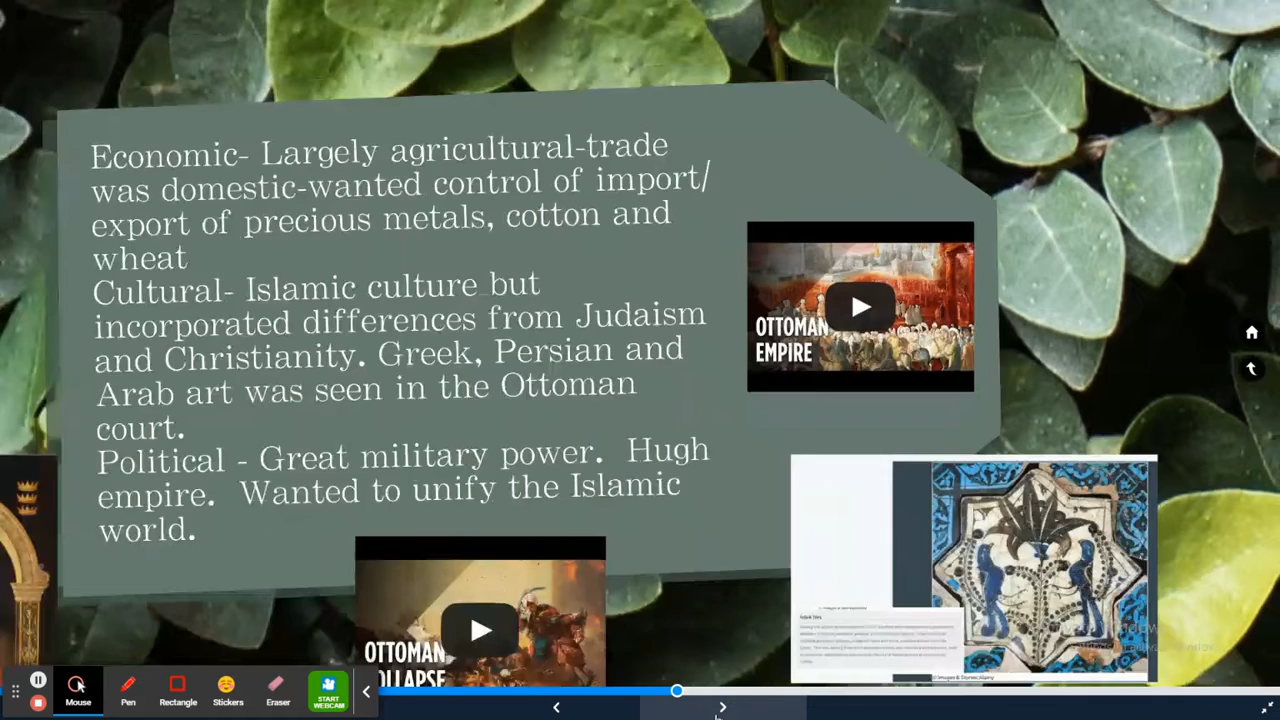 Economic- Largely agricultural-trade
was domestic-wanted control of import/
export of precious metals, cotton and
wheat
Cultural- Islamic culture but
incorporated differences from Judaism
and Christianity. Greek, Persian and
Arab art was seen in the Ottoman
court.
Political - Great military power.  Hugh
empire.  Wanted to unify the Islamic
world.
OTTOMAN
EMPIRE
OTTOMAN
Mouse
Pen
Rectangle
Stickers
Eraser
START
WEBCAM